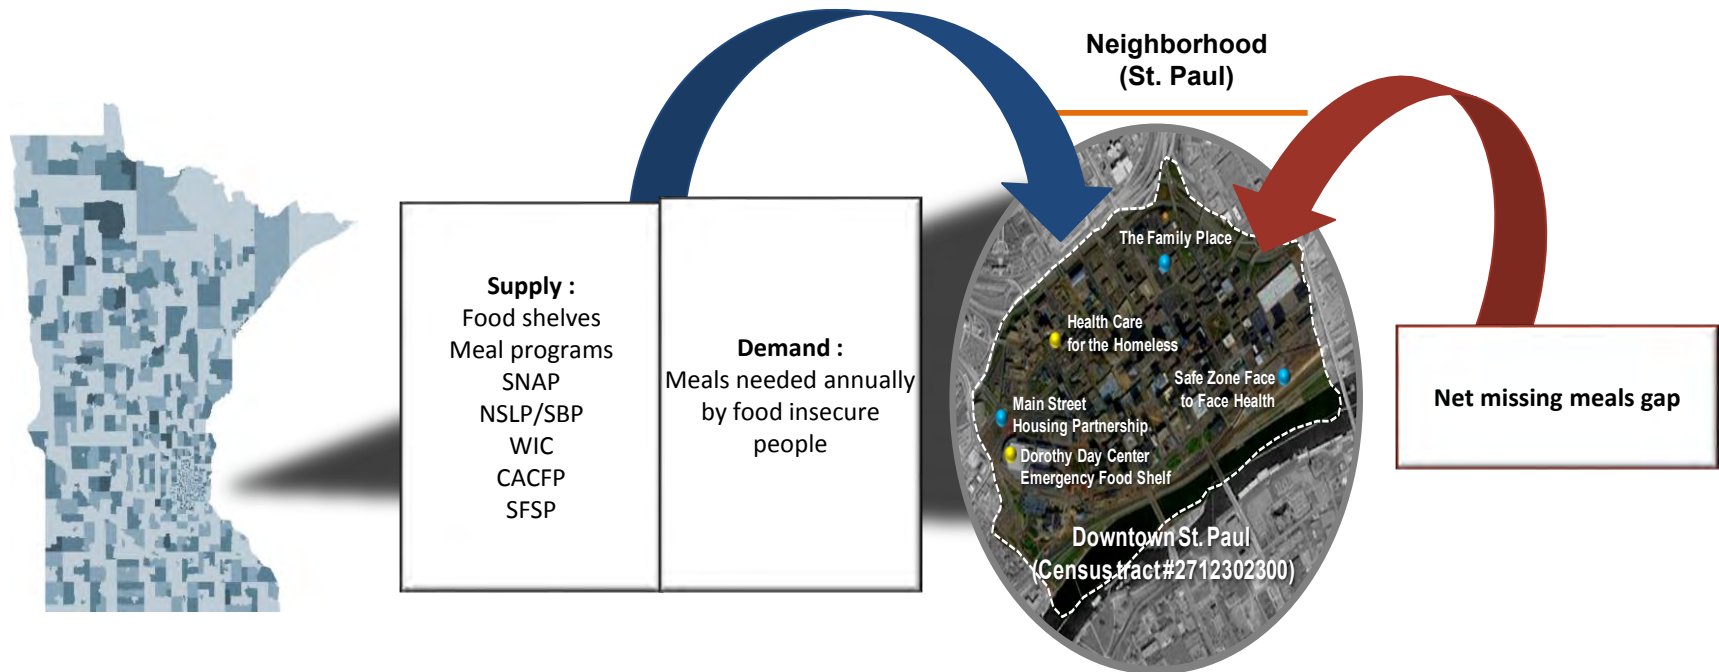 Neighborhood
(St. Paul)
Supply :
Food shelves
Meal programs
SNAP
NSLP/SBP
WIC
CACFP
SFSP
Demand :
Meals needed annually
by food insecure
people
The Family Place
Health Care
for the Homeless
Safe Zone Face
to Face Health
Main Street
Housing Partnership
Dorothy Day Center
Emergency Food Shelf
Downtown St. Paul
(Census tract #2712302300)
Net missing meals gap